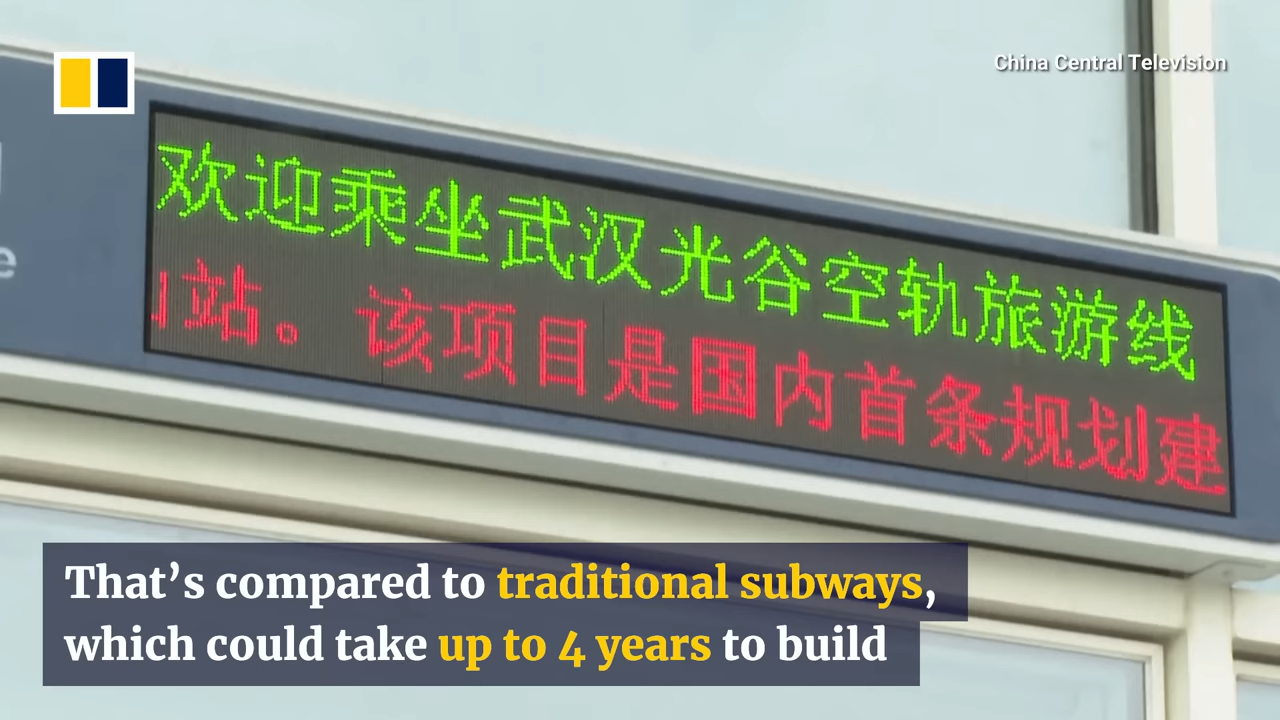 China Central Television
欢迎乘坐武汉光谷空轨旅游线
站。 该项目是国内首条规划建
That’s compared to traditional subways,
which could take up to 4 years to build